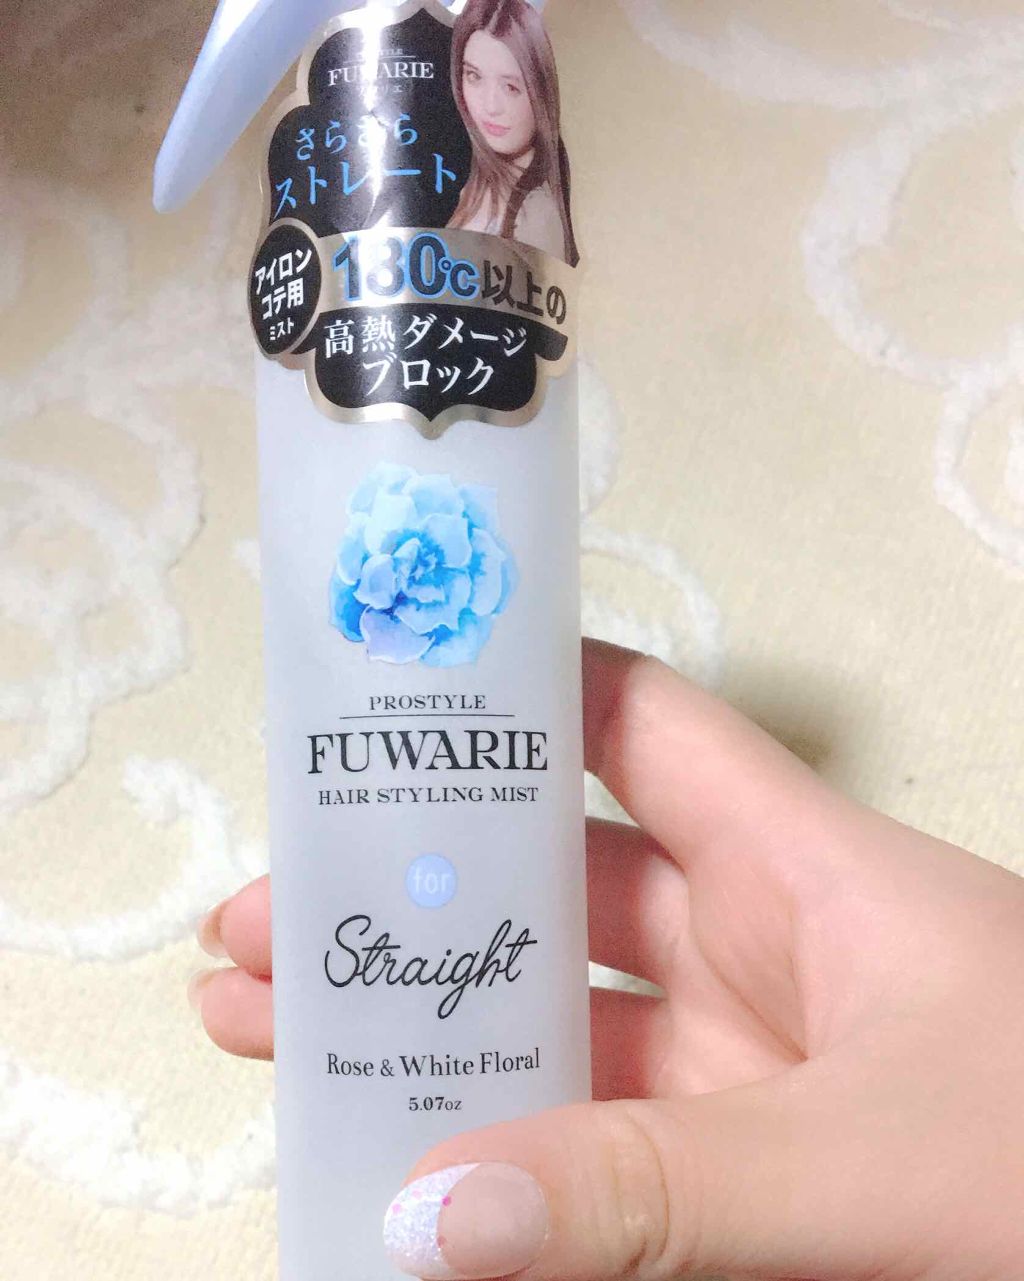 FUWARIE
さらさら
ストレート
アイロン
コテ用
ミスト
180℃以上の
高熱ダメージ
ブロック
PROSTYLE
FUWARIE
HAIR STYLING MIST
for
Straight
Rose & White Floral
5.07oz